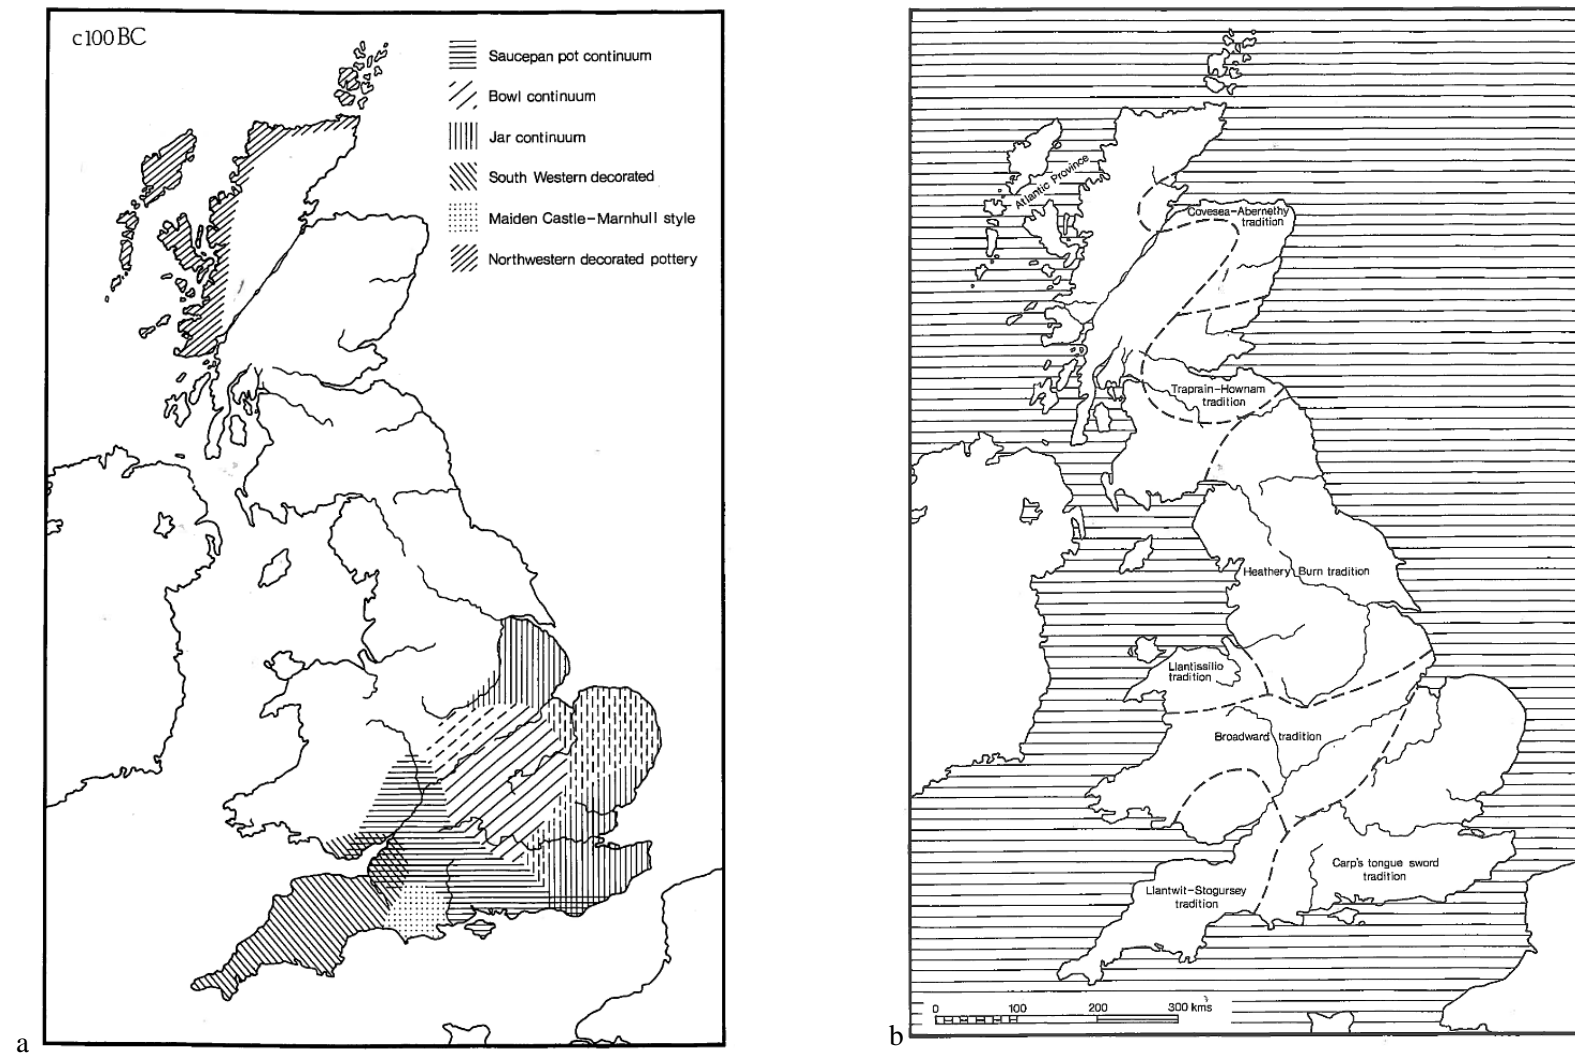 c100 BC
Saucepan pot continuum
Bowl continuum
Jar continuum
South Western decorated
Maiden Castle–Marnhull style
Northwestern decorated pottery
a
Atlantic Province
Covesea–Abernethy
tradition
Traprain–Hownam
tradition
Heathery Burn tradition
Llantissilio
tradition
Broadward tradition
Carp's tongue sword
tradition
Llantwit–Stogursey
tradition
0 100 200 300 kms
b